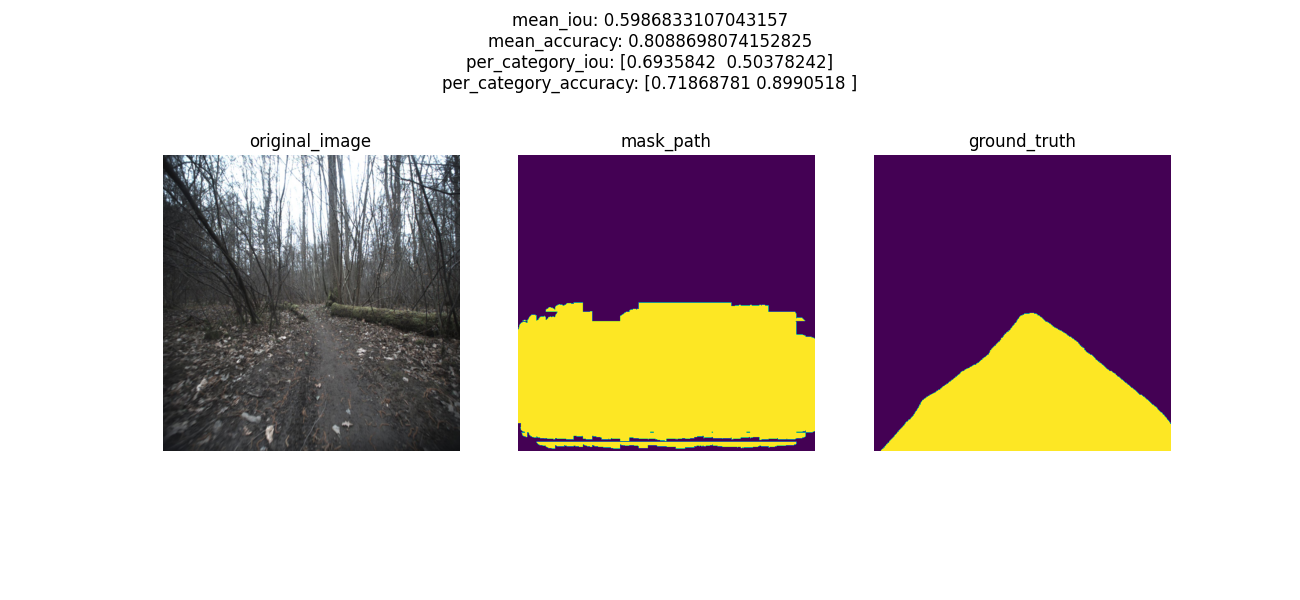 mean_iou: 0.5986833107043157
mean_accuracy: 0.8088698074152825
per_category_iou: [0.6935842  0.50378242]
per_category_accuracy: [0.71868781 0.8990518 ]
original_image
mask_path
ground_truth